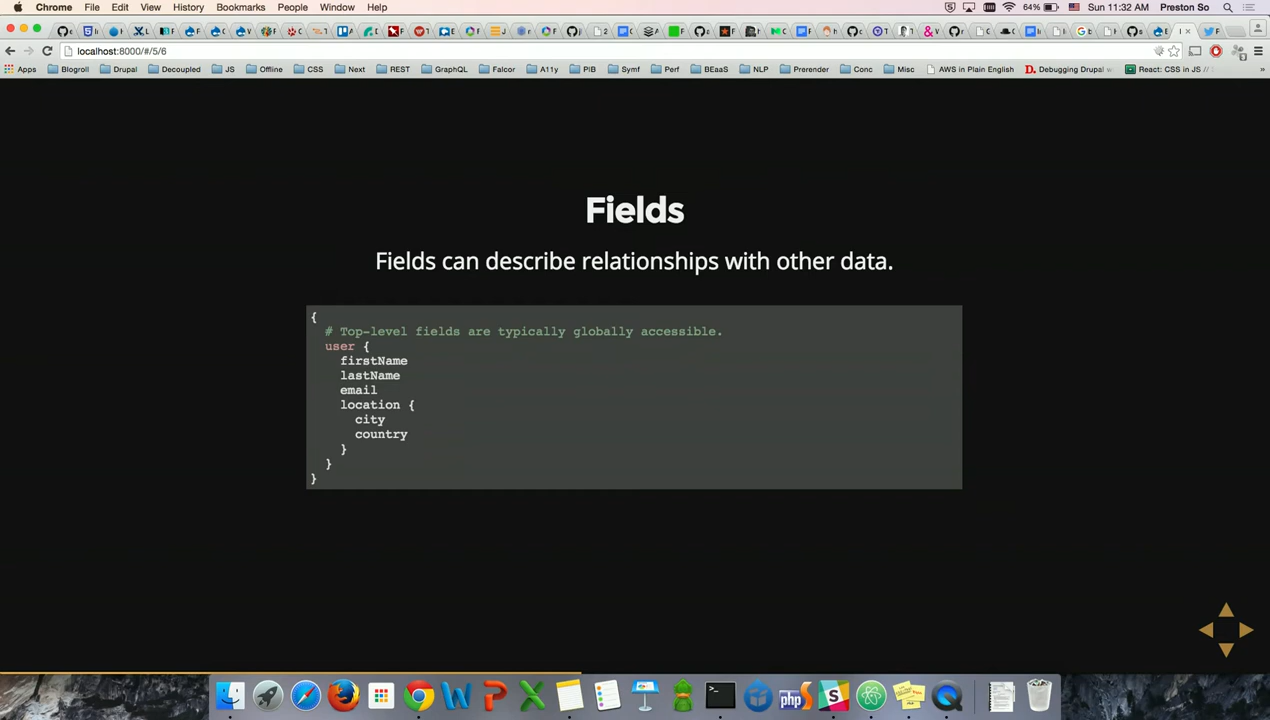 Chrome File Edit View History Bookmarks People Window Help 64% Sun 11:32 AM Preston So
localhost:8000/#/5/6
Apps Blogroll Drupal Decoupled JS Offline CSS Next REST GraphQL Falcor A11y PIB Symf Perf BEaaS NLP Prerender Conc Misc AWS in Plain English Debugging Drupal React: CSS in JS //
Fields
Fields can describe relationships with other data.
{
# Top-level fields are typically globally accessible.
user {
firstName
lastName
email
location {
city
country
}
}
}
php